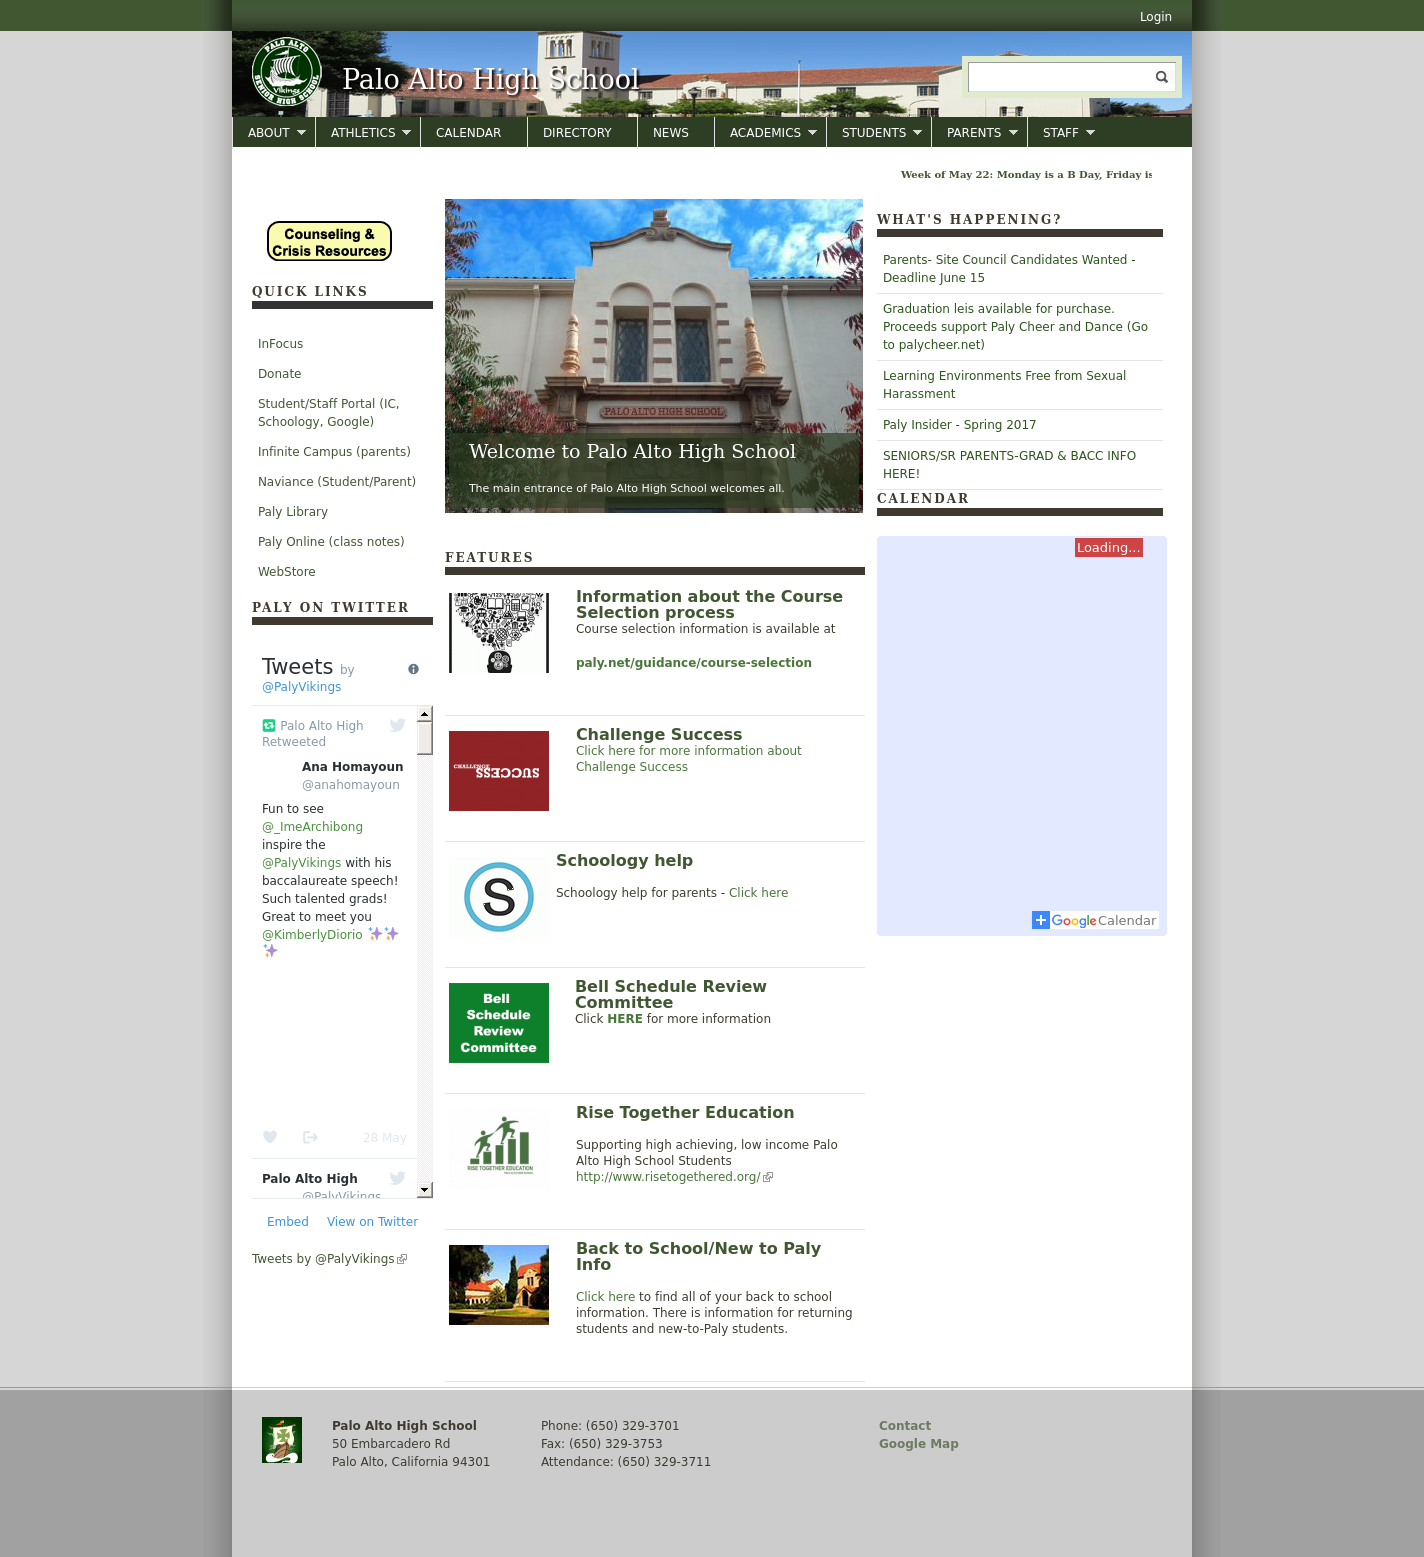 Login
PALO ALTO
Vikings
SENIOR HIGH SCHOOL
Palo Alto High School
ABOUT
ATHLETICS
CALENDAR
DIRECTORY
NEWS
ACADEMICS
STUDENTS
PARENTS
STAFF
Week of May 22: Monday is a B Day, Friday is
Counseling &
Crisis Resources
QUICK LINKS
InFocus
Donate
Student/Staff Portal (IC,
Schoology, Google)
Infinite Campus (parents)
Naviance (Student/Parent)
Paly Library
Paly Online (class notes)
WebStore
PALY ON TWITTER
Tweets by
@PalyVikings
Palo Alto High
Retweeted
Ana Homayoun
@anahomayoun
Fun to see
@_ImeArchibong
inspire the
@PalyVikings with his
baccalaureate speech!
Such talented grads!
Great to meet you
@KimberlyDiorio
28 May
Palo Alto High
@PalyVikings
Embed
View on Twitter
Tweets by @PalyVikings
PALO ALTO HIGH SCHOOL
Welcome to Palo Alto High School
The main entrance of Palo Alto High School welcomes all.
FEATURES
Information about the Course
Selection process
Course selection information is available at
paly.net/guidance/course-selection
CHALLENGE
SUCCESS
Challenge Success
Click here for more information about
Challenge Success
S
Schoology help
Schoology help for parents - Click here
Bell
Schedule
Review
Committee
Bell Schedule Review
Committee
Click HERE for more information
RISE TOGETHER EDUCATION
Rise Together Education
Supporting high achieving, low income Palo
Alto High School Students
http://www.risetogethered.org/
Back to School/New to Paly
Info
Click here to find all of your back to school
information. There is information for returning
students and new-to-Paly students.
WHAT'S HAPPENING?
Parents- Site Council Candidates Wanted -
Deadline June 15
Graduation leis available for purchase.
Proceeds support Paly Cheer and Dance (Go
to palycheer.net)
Learning Environments Free from Sexual
Harassment
Paly Insider - Spring 2017
SENIORS/SR PARENTS-GRAD & BACC INFO
HERE!
CALENDAR
Loading...
Google Calendar
Palo Alto High School
50 Embarcadero Rd
Palo Alto, California 94301
Phone: (650) 329-3701
Fax: (650) 329-3753
Attendance: (650) 329-3711
Contact
Google Map